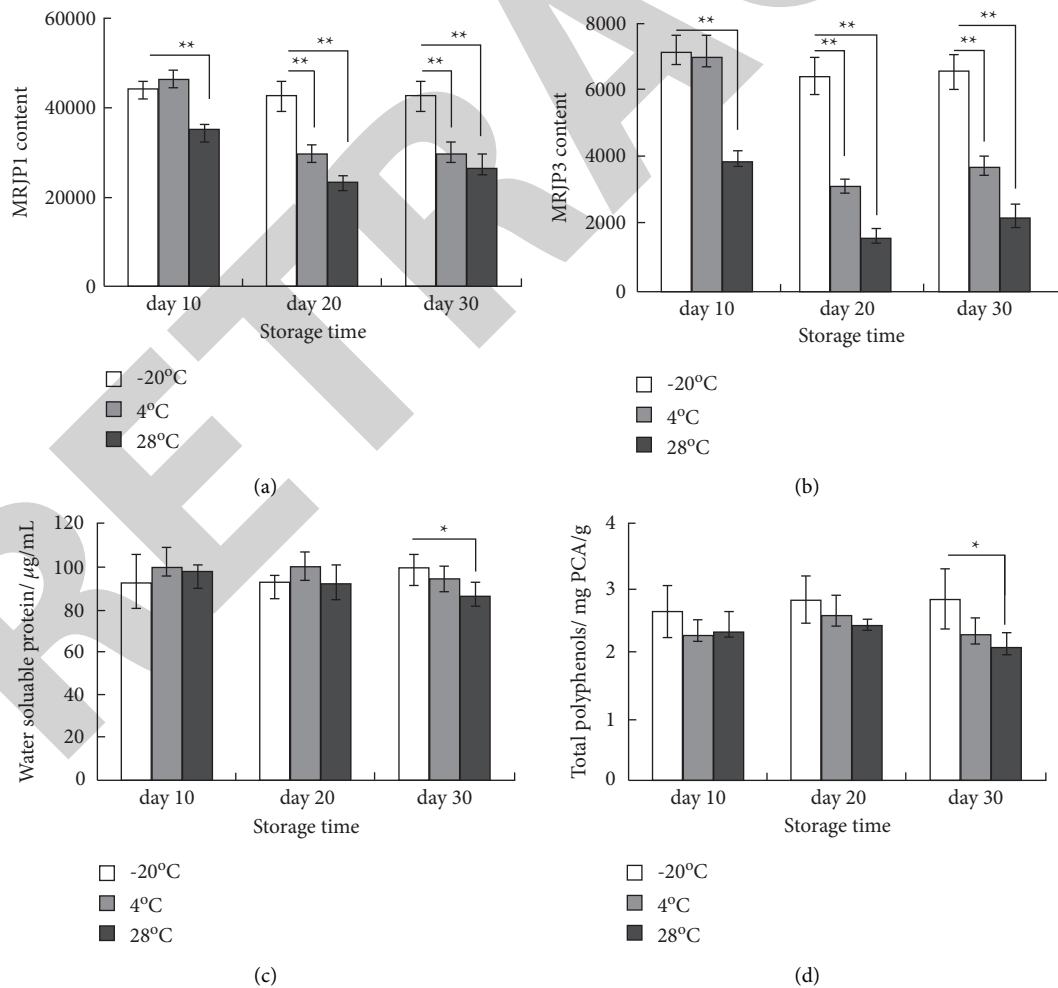 60000
40000
20000
0
MRJP1 content
**
**
**
**
**
day 10
day 20
day 30
Storage time
-20°C
4°C
28°C
(a)
8000
6000
4000
2000
0
MRJP3 content
**
**
**
**
**
day 10
day 20
day 30
Storage time
-20°C
4°C
28°C
(b)
120
100
80
60
40
20
0
Water soluable protein/ μg/mL
*
day 10
day 20
day 30
Storage time
-20°C
4°C
28°C
(c)
4
3
2
1
0
Total polyphenols/ mg PCA/g
*
day 10
day 20
day 30
Storage time
-20°C
4°C
28°C
(d)
RETRAC